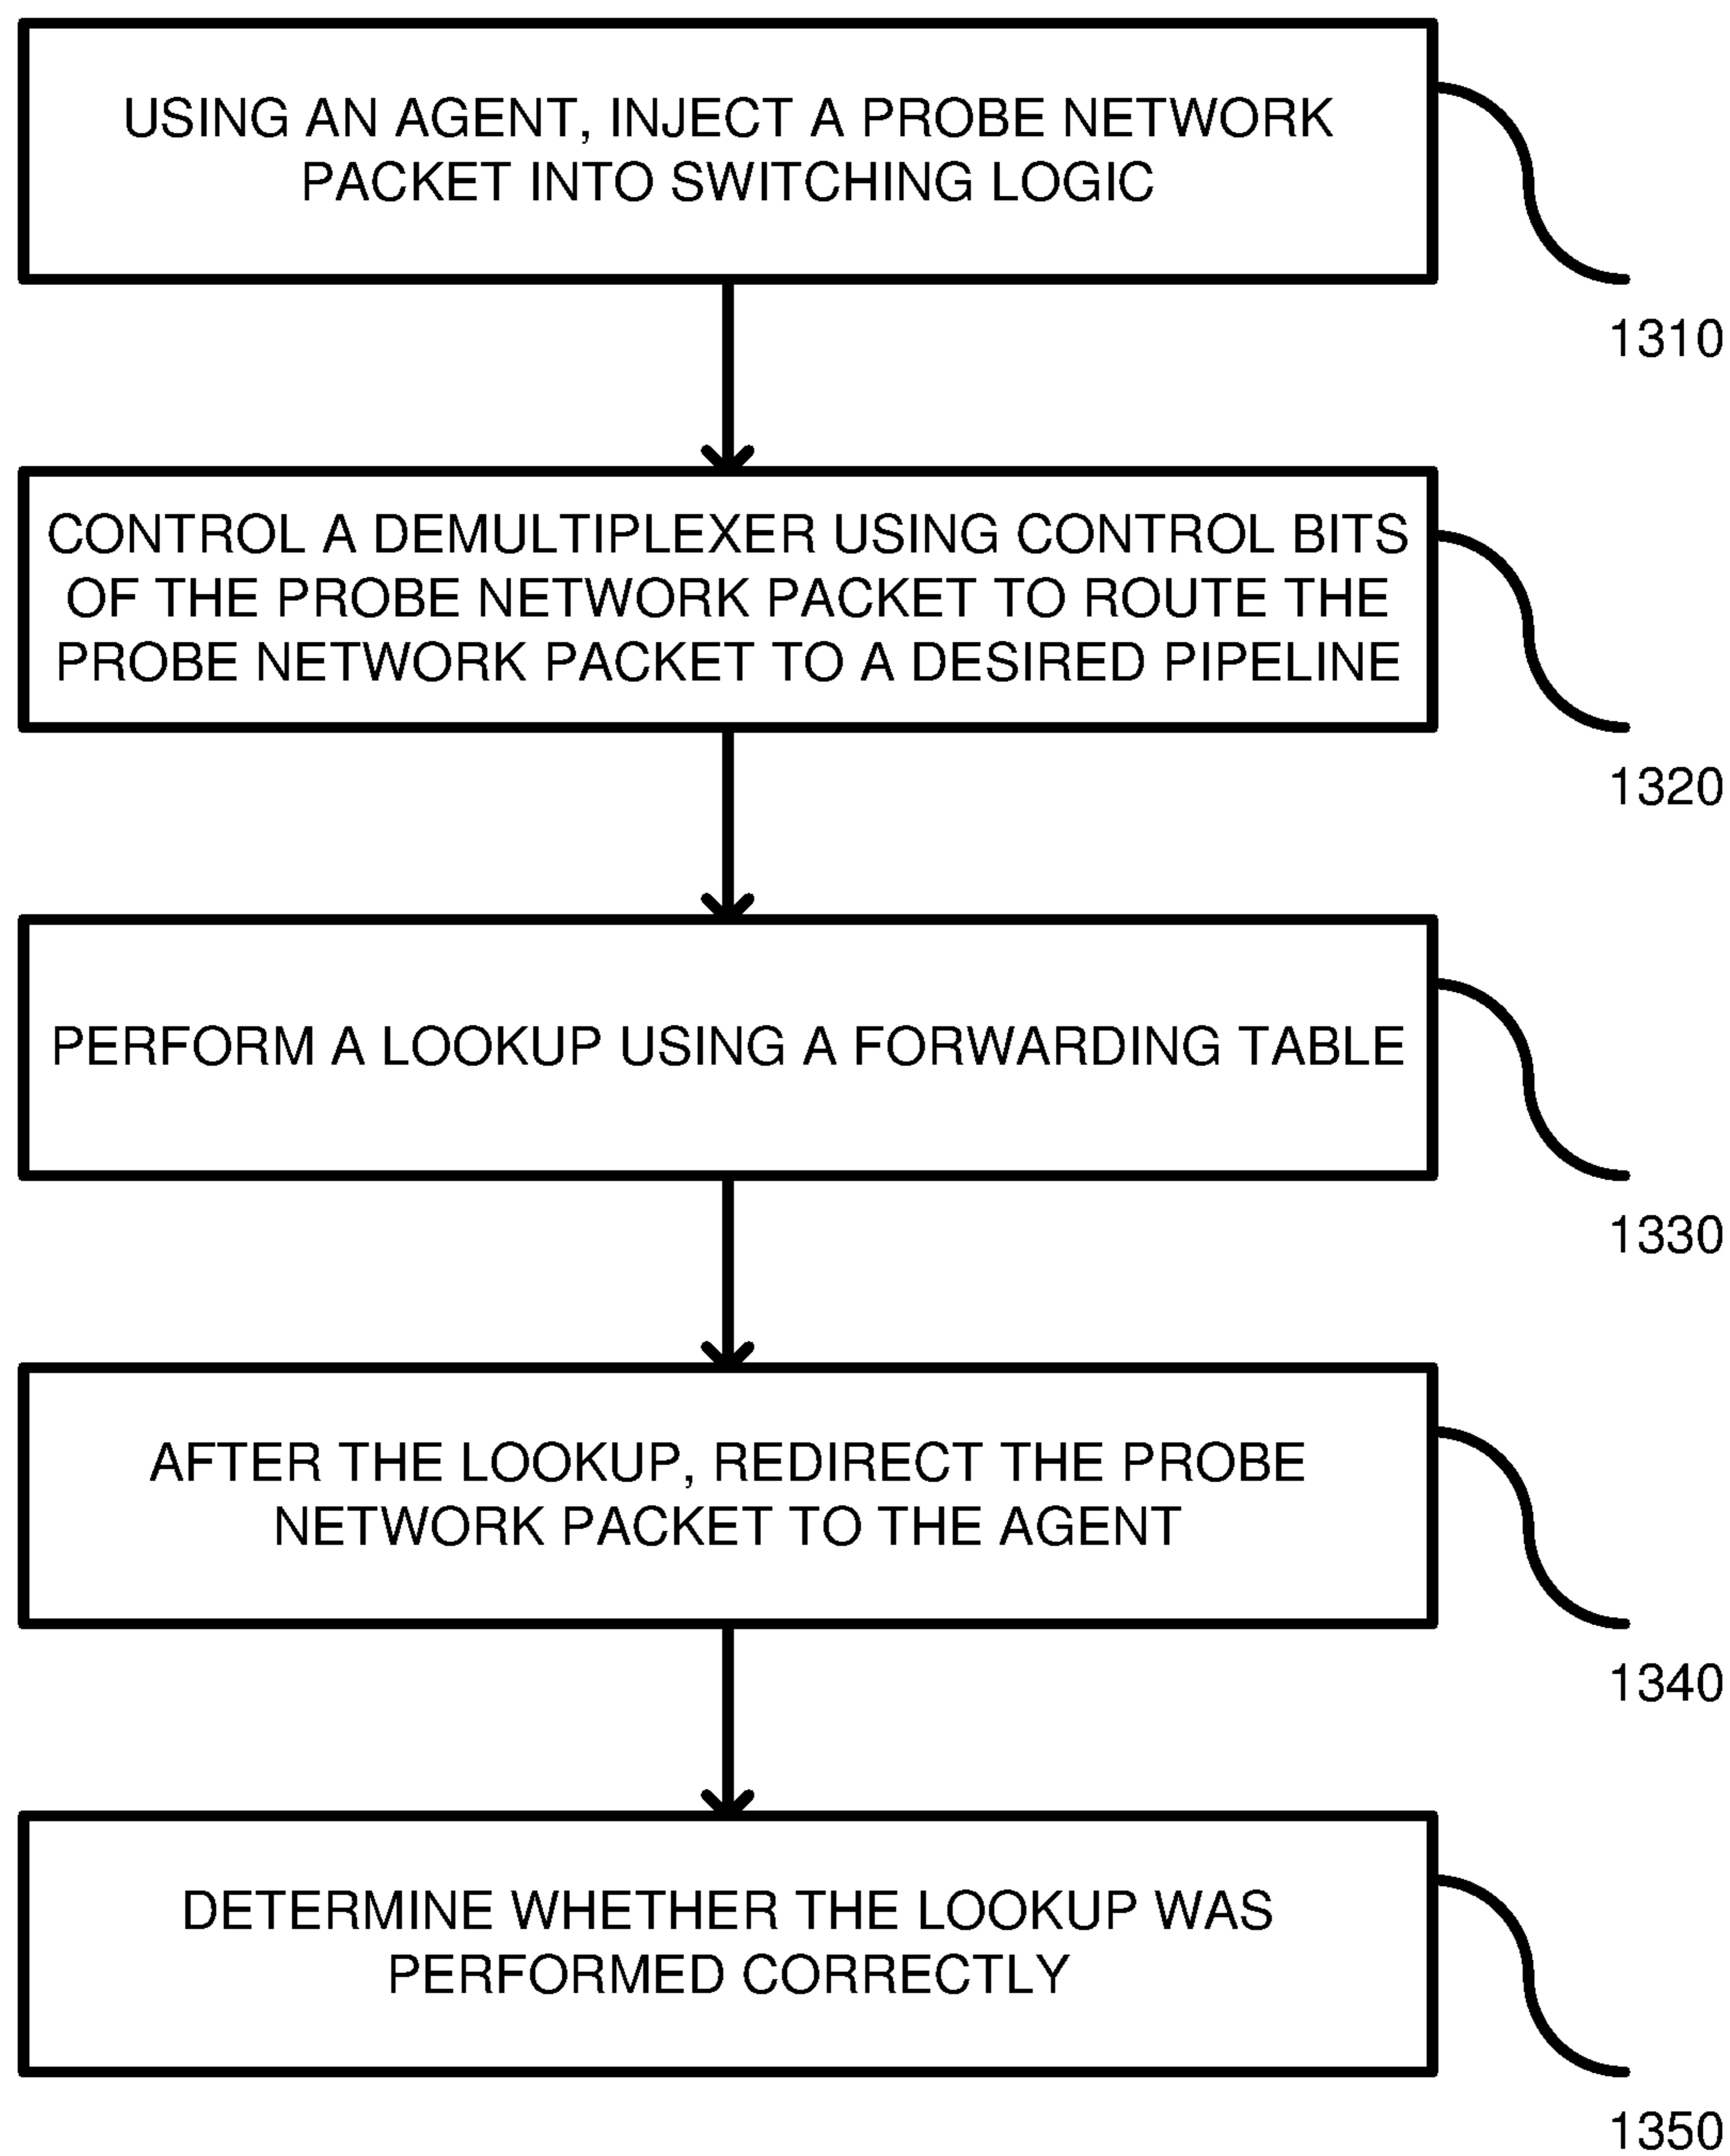 USING AN AGENT, INJECT A PROBE NETWORK
PACKET INTO SWITCHING LOGIC
1310
CONTROL A DEMULTIPLEXER USING CONTROL BITS
OF THE PROBE NETWORK PACKET TO ROUTE THE
PROBE NETWORK PACKET TO A DESIRED PIPELINE
1320
PERFORM A LOOKUP USING A FORWARDING TABLE
1330
AFTER THE LOOKUP, REDIRECT THE PROBE
NETWORK PACKET TO THE AGENT
1340
DETERMINE WHETHER THE LOOKUP WAS
PERFORMED CORRECTLY
1350